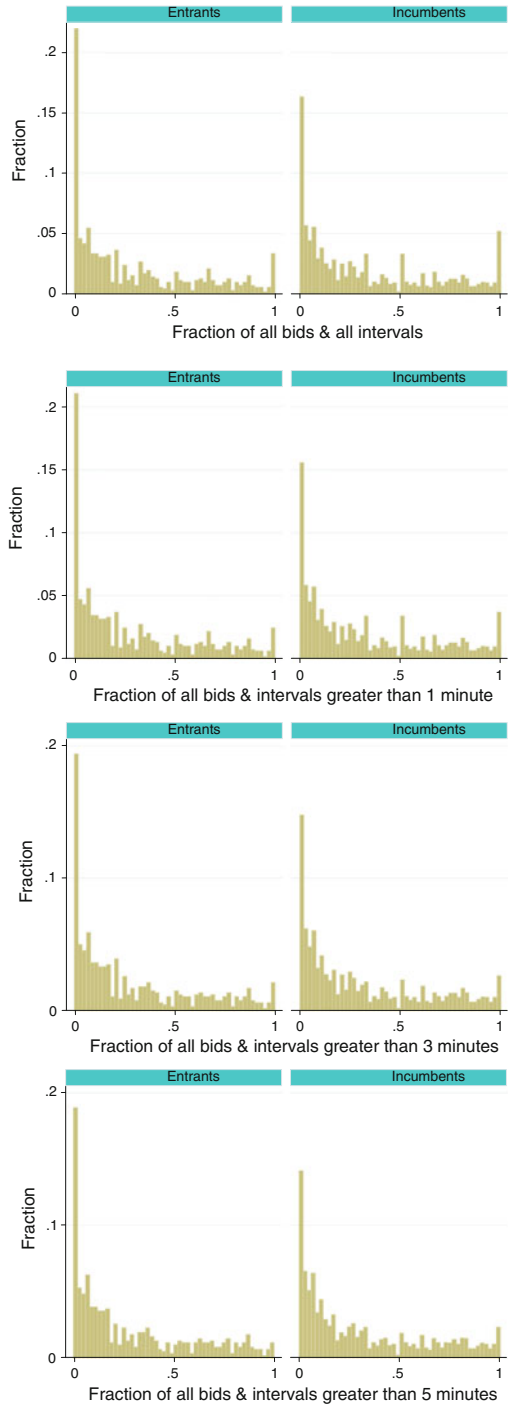 Entrants Incumbents
.2
.15
.1
.05
0
Fraction
0 .5 1 0 .5 1
Fraction of all bids & all intervals
Entrants Incumbents
.2
.15
.1
.05
0
Fraction
0 .5 1 0 .5 1
Fraction of all bids & intervals greater than 1 minute
Entrants Incumbents
.2
.1
0
Fraction
0 .5 1 0 .5 1
Fraction of all bids & intervals greater than 3 minutes
Entrants Incumbents
.2
.1
0
Fraction
0 .5 1 0 .5 1
Fraction of all bids & intervals greater than 5 minutes